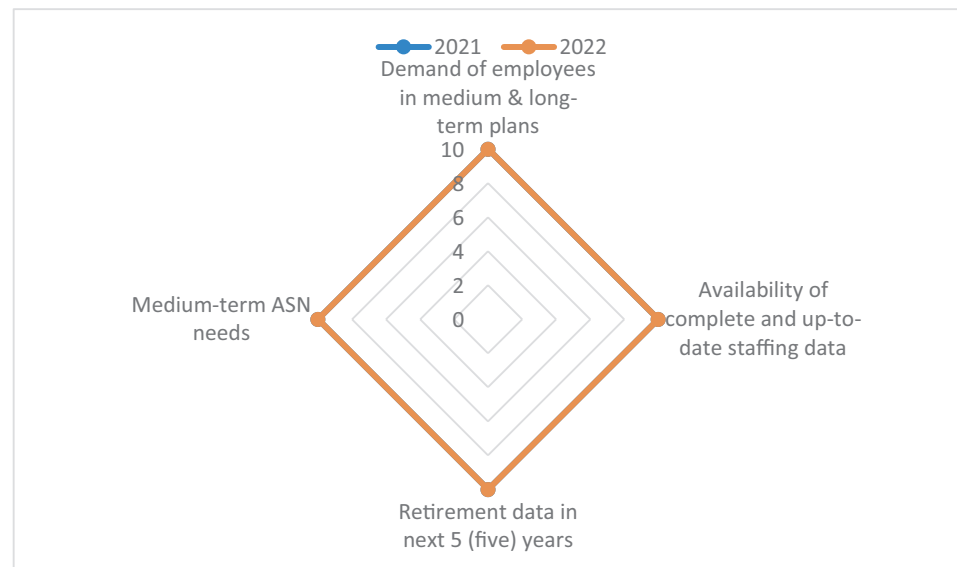 2021 2022
Demand of employees
in medium & long-
term plans
10
8
6
4
2
0
Medium-term ASN
needs
Availability of
complete and up-to-
date staffing data
Retirement data in
next 5 (five) years